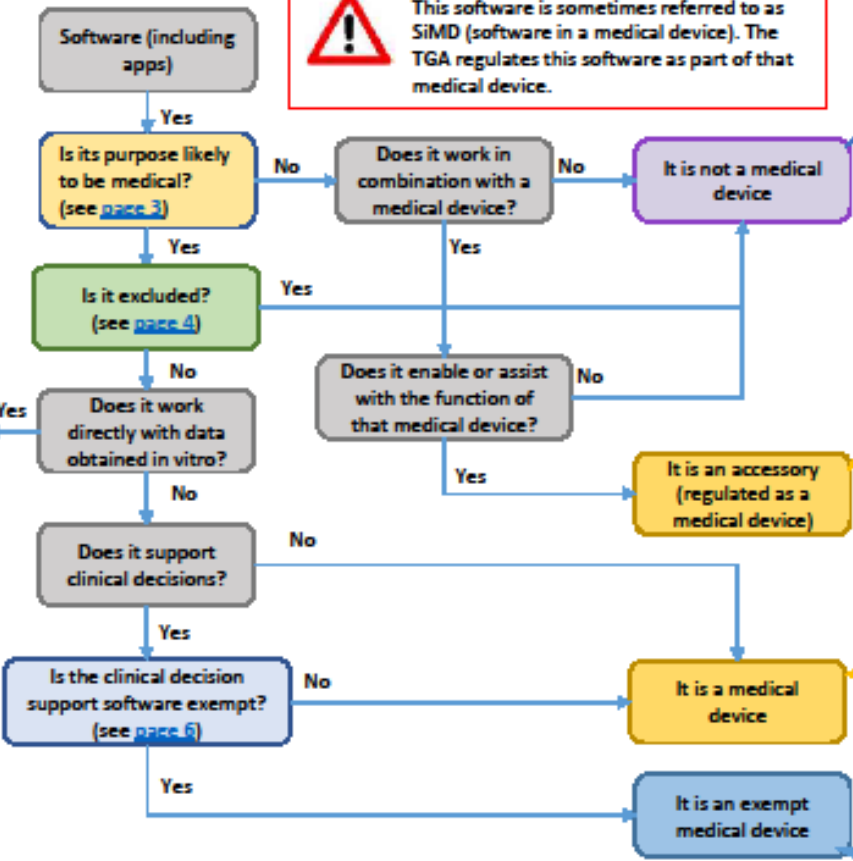 This software is sometimes referred to as
SiMD (software in a medical device). The
TGA regulates this software as part of that
medical device.
Software (including
apps)
Yes
Is its purpose likely
to be medical?
(see page 3)
No
Does it work in
combination with a
medical device?
No
It is not a medical
device
Yes
Yes
Is it excluded?
(see page 4)
Yes
No
Does it enable or assist
with the function of
that medical device?
No
Yes
Does it work
directly with data
obtained in vitro?
Yes
It is an accessory
(regulated as a
medical device)
No
Does it support
clinical decisions?
No
Yes
Is the clinical decision
support software exempt?
(see page 6)
No
It is a medical
device
Yes
It is an exempt
medical device